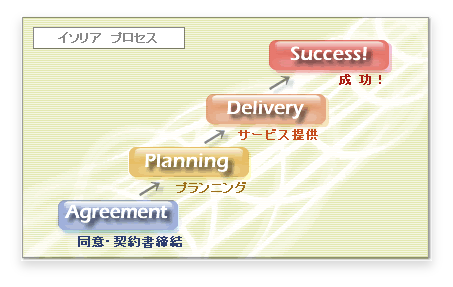 イソリア プロセス
Success!
成 功！
Delivery
サービス提供
Planning
プランニング
Agreement
同意・契約書締結